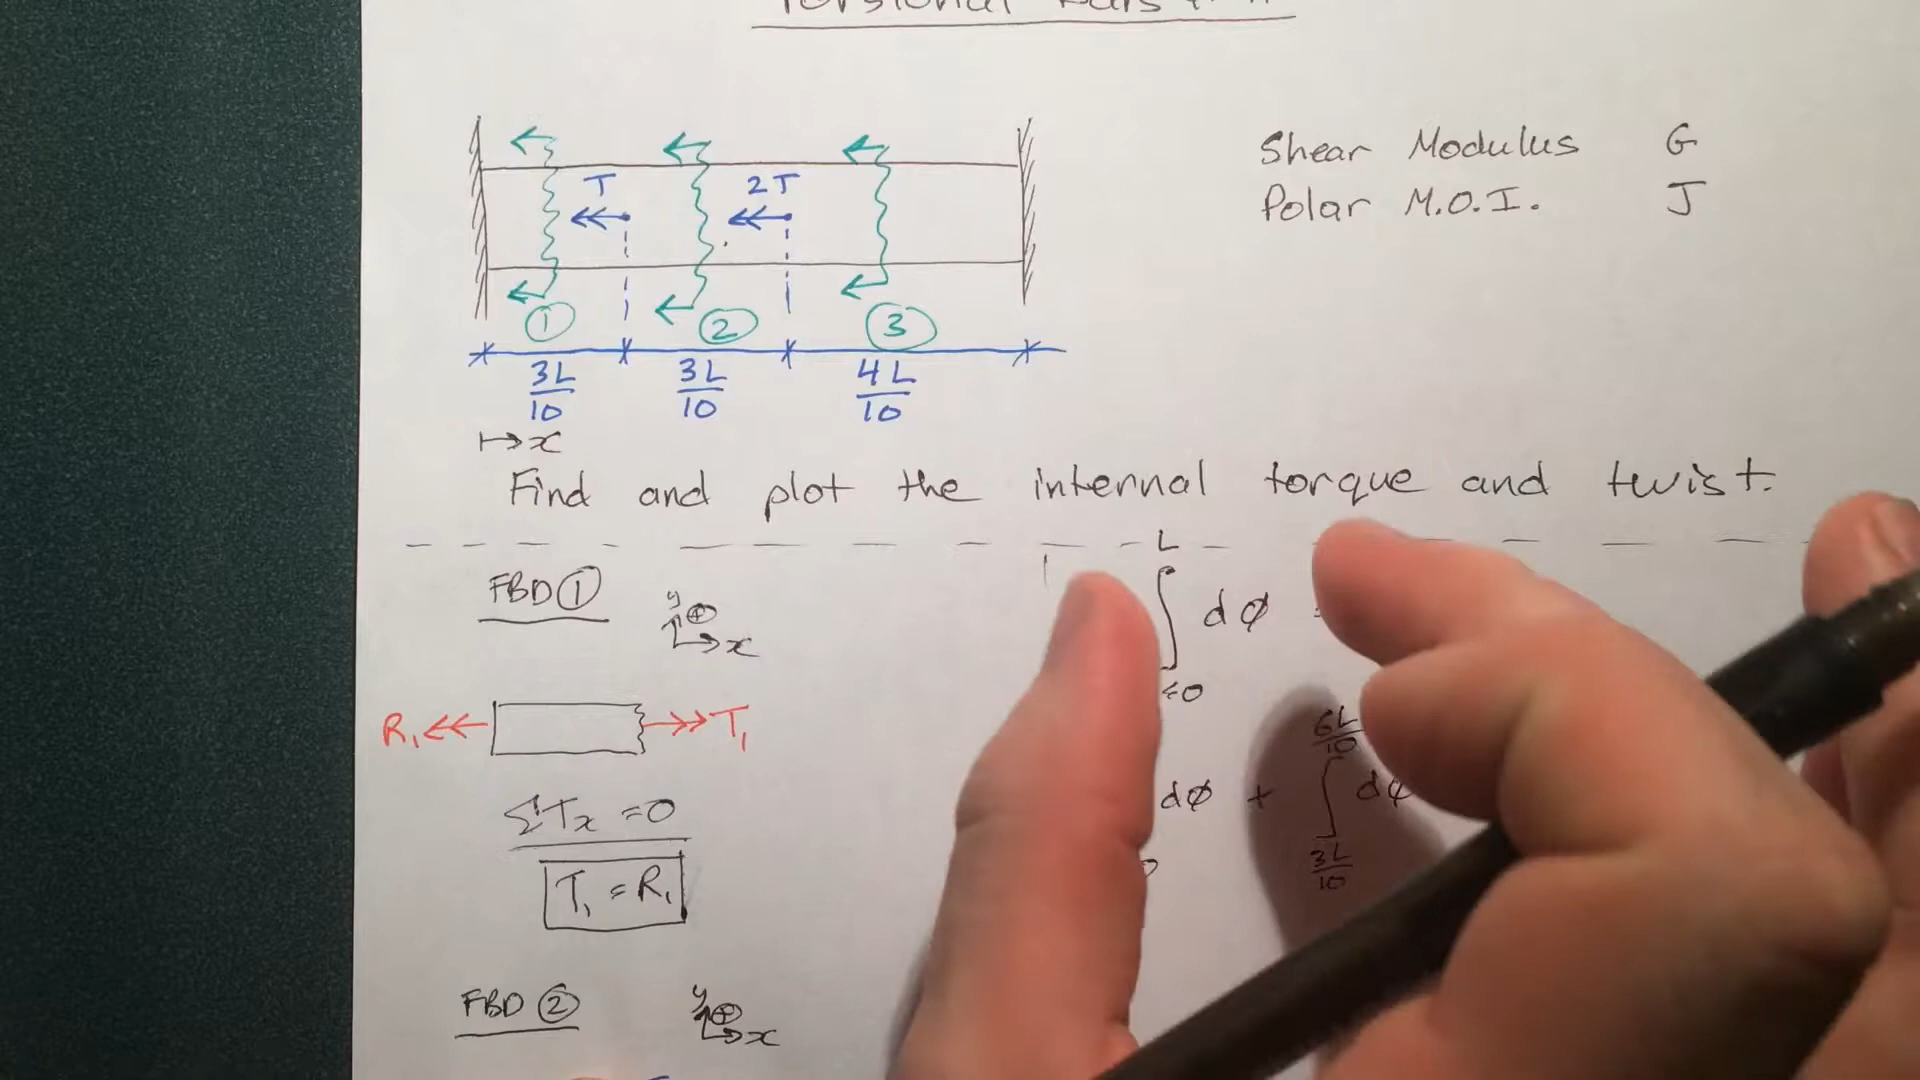 Torsional
Shear Modulus G
Polar M.O.I. J
T 2T
① ② ③
3L/10 3L/10 4L/10
↦x
Find and plot the internal torque and twist.
FBD ① y ⊕ x
L
∫ dϕ
=0
R₁ T₁
6L/10
dϕ + ∫ dϕ
3L/10
ΣTx =0
T₁ = R₁
FBD ② y ⊕ x